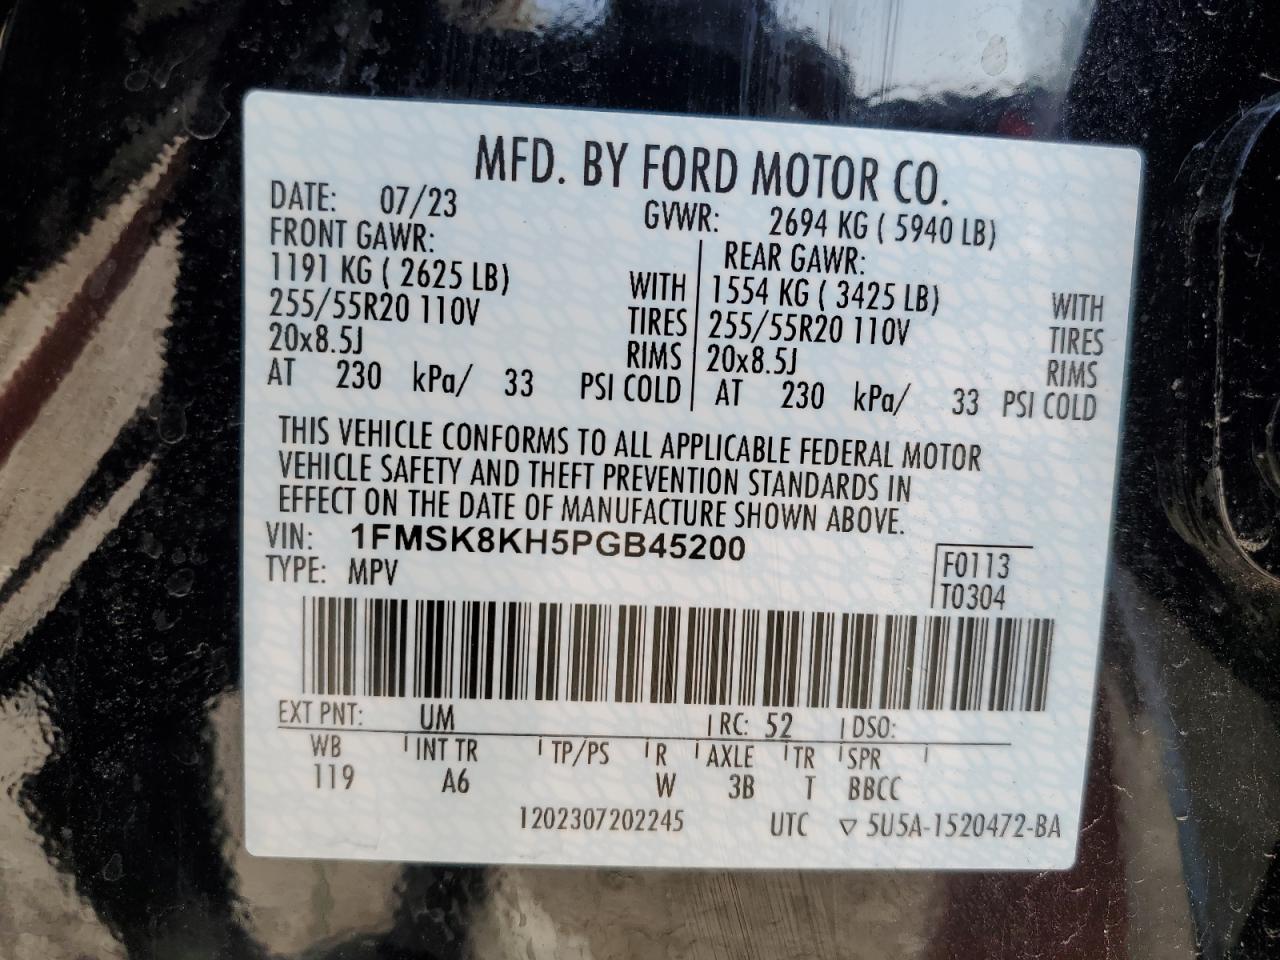 MFD. BY FORD MOTOR CO.
DATE: 07/23 GVWR: 2694 KG ( 5940 LB)
FRONT GAWR: REAR GAWR:
1191 KG ( 2625 LB) WITH 1554 KG ( 3425 LB) WITH
255/55R20 110V TIRES 255/55R20 110V TIRES
20x8.5J RIMS 20x8.5J RIMS
AT 230 kPa/ 33 PSI COLD AT 230 kPa/ 33 PSI COLD
THIS VEHICLE CONFORMS TO ALL APPLICABLE FEDERAL MOTOR
VEHICLE SAFETY AND THEFT PREVENTION STANDARDS IN
EFFECT ON THE DATE OF MANUFACTURE SHOWN ABOVE.
VIN: 1FMSK8KH5PGB45200
TYPE: MPV
F0113
T0304
EXT PNT: UM RC: 52 DSO:
WB INT TR TP/PS R AXLE TR SPR
119 A6 W 3B T BBCC
1202307202245 UTC ▽ 5U5A-1520472-BA